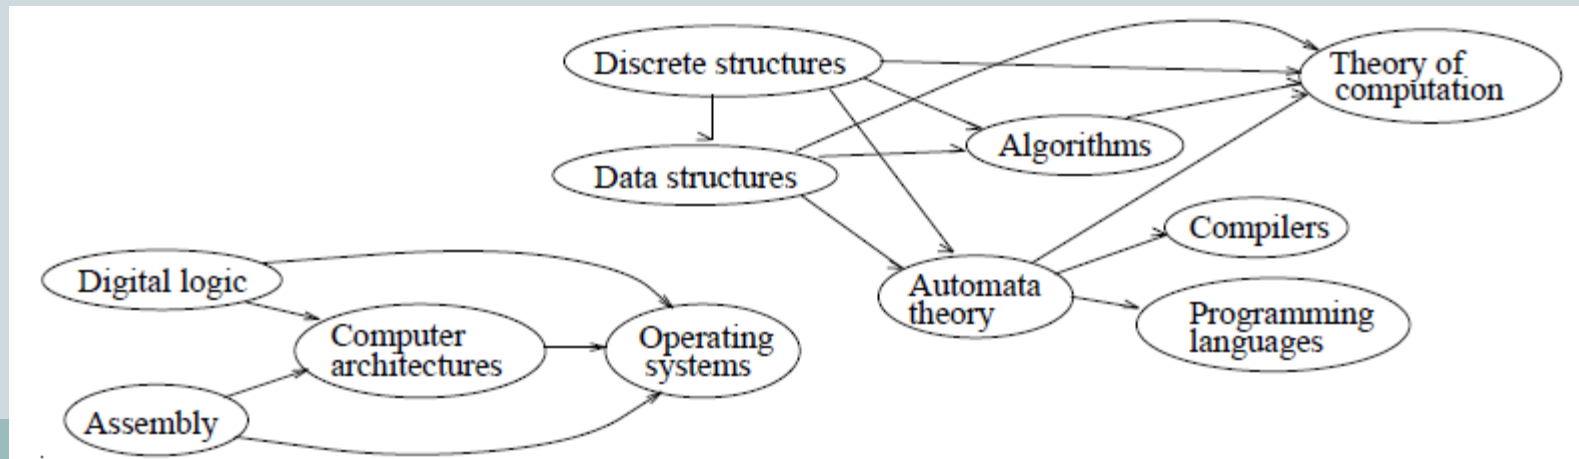 Discrete structures
Theory of
computation
Algorithms
Data structures
Compilers
Digital logic
Automata
theory
Programming
languages
Computer
architectures
Operating
systems
Assembly